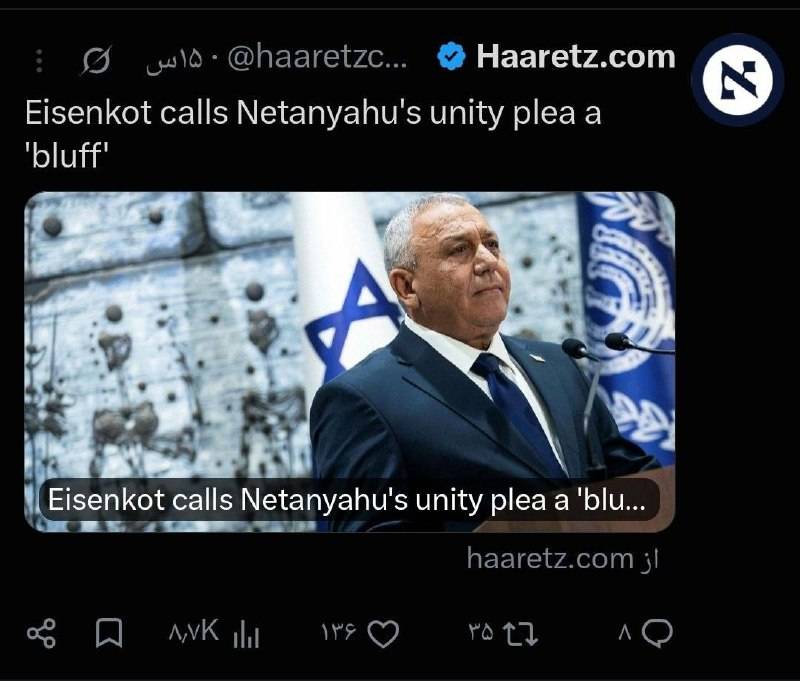 Haaretz.com @haaretzc... · ۱۵س
Eisenkot calls Netanyahu's unity plea a
'bluff'
Eisenkot calls Netanyahu's unity plea a 'blu...
از haaretz.com
۸ ۳۵ ۱۳۶ ۸,۷K